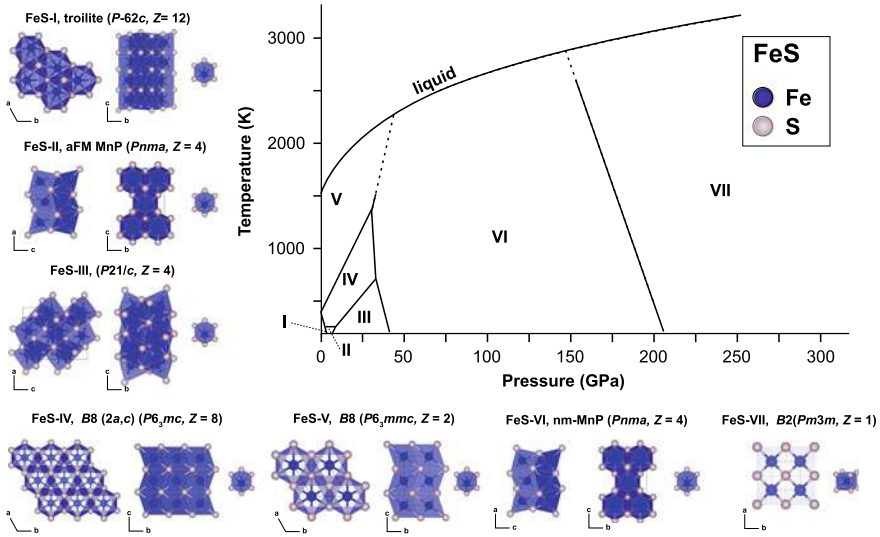 FeS-I, troilite (P-62c, Z= 12)
a
b
c
b
FeS-II, aFM MnP (Pnma, Z = 4)
a
c
c
b
FeS-III, (P21/c, Z = 4)
a
c
c
b
Temperature (K)
3000
2000
1000
liquid
V
IV
III
I
II
VI
VII
FeS
Fe
S
0
50
100
150
200
250
300
Pressure (GPa)
FeS-IV, B8 (2a,c) (P6₃mc, Z = 8)
a
b
c
b
FeS-V, B8 (P6₃mmc, Z = 2)
a
b
c
b
FeS-VI, nm-MnP (Pnma, Z = 4)
a
c
c
b
FeS-VII, B2(Pm3m, Z = 1)
a
b